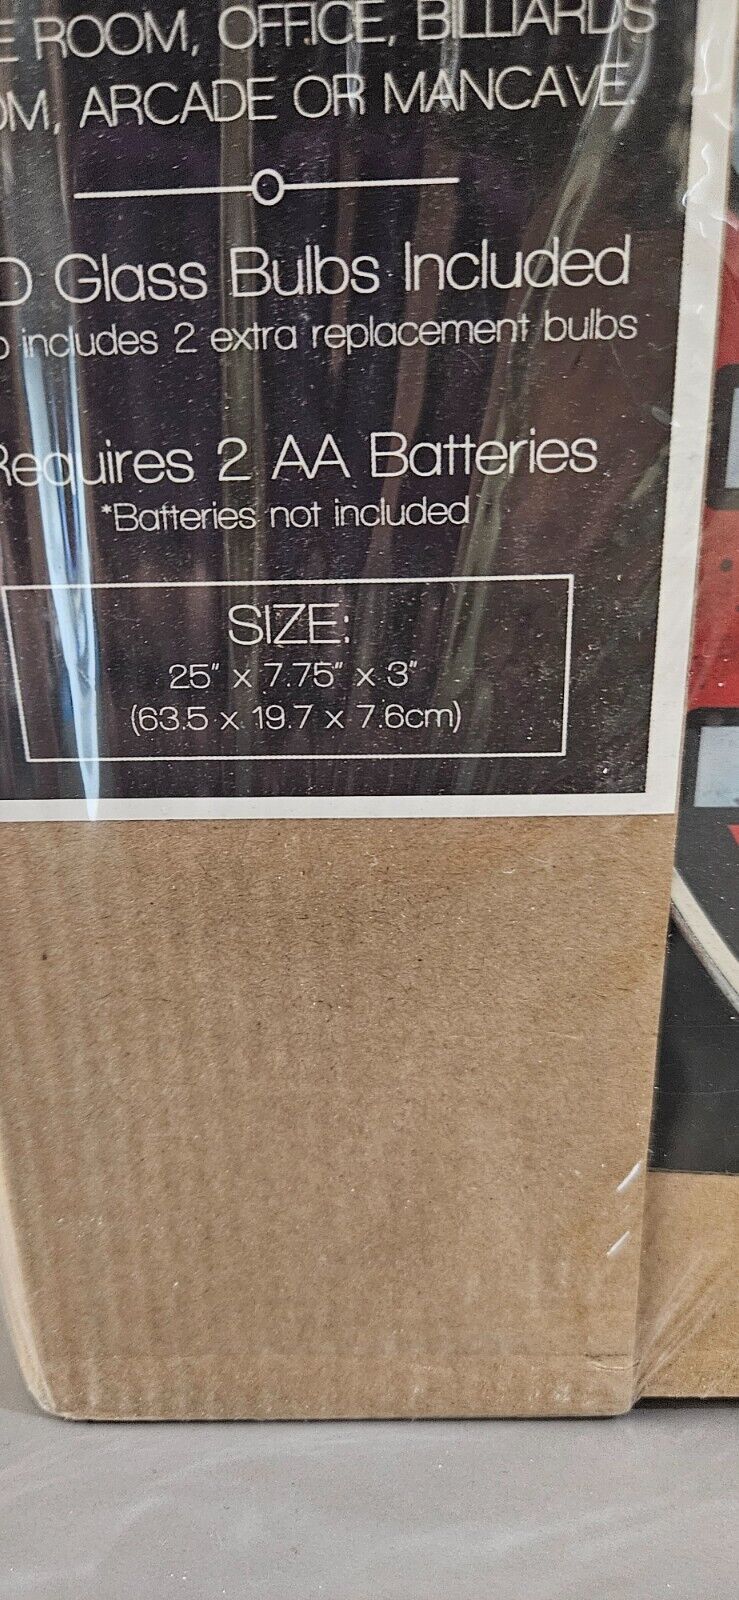 E ROOM, OFFICE, BILLIARDS
OM, ARCADE OR MANCAVE.
D Glass Bulbs Included
o includes 2 extra replacement bulbs
Requires 2 AA Batteries
*Batteries not included
SIZE:
25" x 7.75" x 3"
(63.5 x 19.7 x 7.6cm)